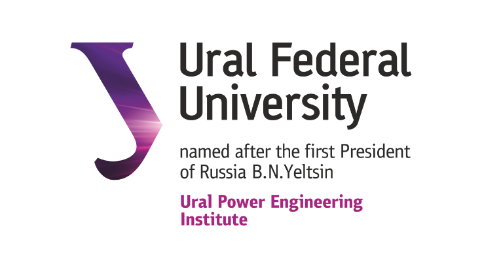 Ural Federal
University
named after the first President
of Russia B.N.Yeltsin
Ural Power Engineering
Institute